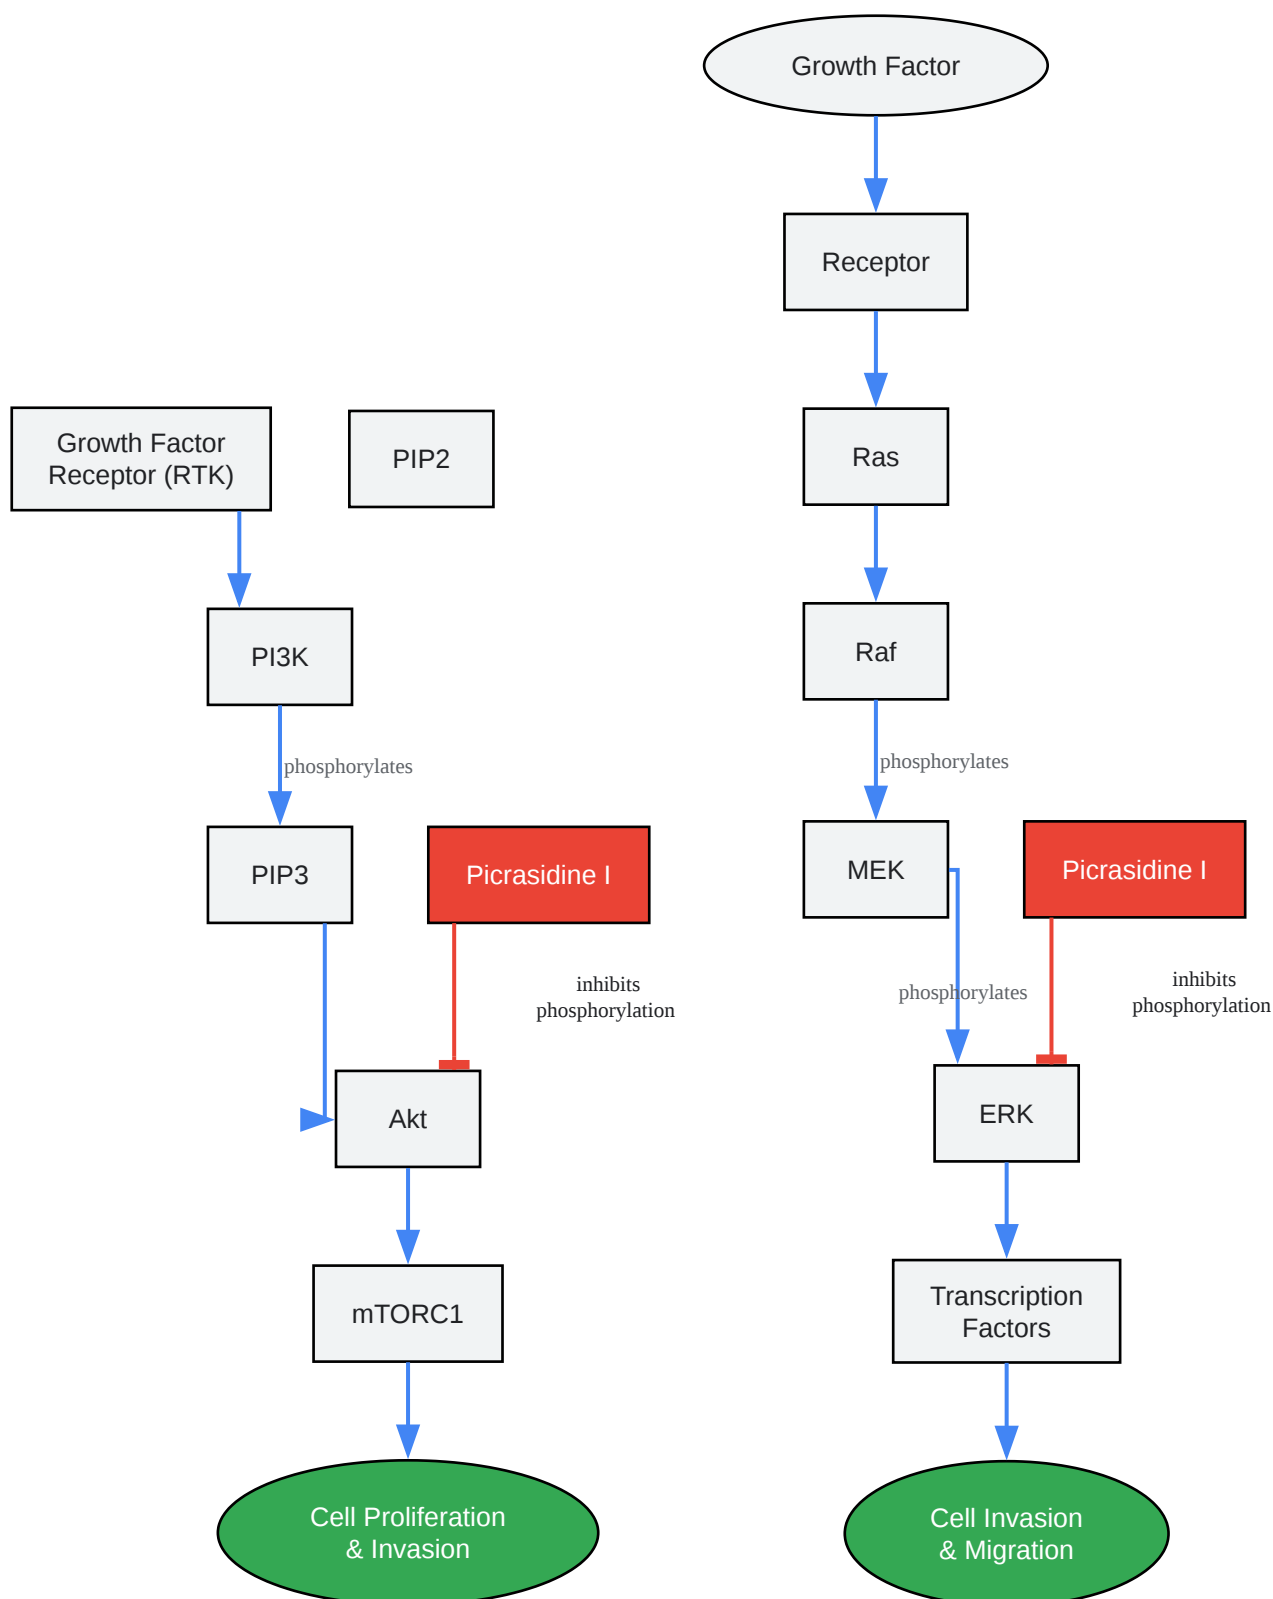 Growth Factor
Receptor
Growth Factor
Receptor (RTK)
PIP2
Ras
PI3K
Raf
phosphorylates
phosphorylates
PIP3
Picrasidine I
MEK
Picrasidine I
inhibits
phosphorylation
phosphorylates
inhibits
phosphorylation
Akt
ERK
mTORC1
Transcription
Factors
Cell Proliferation
& Invasion
Cell Invasion
& Migration